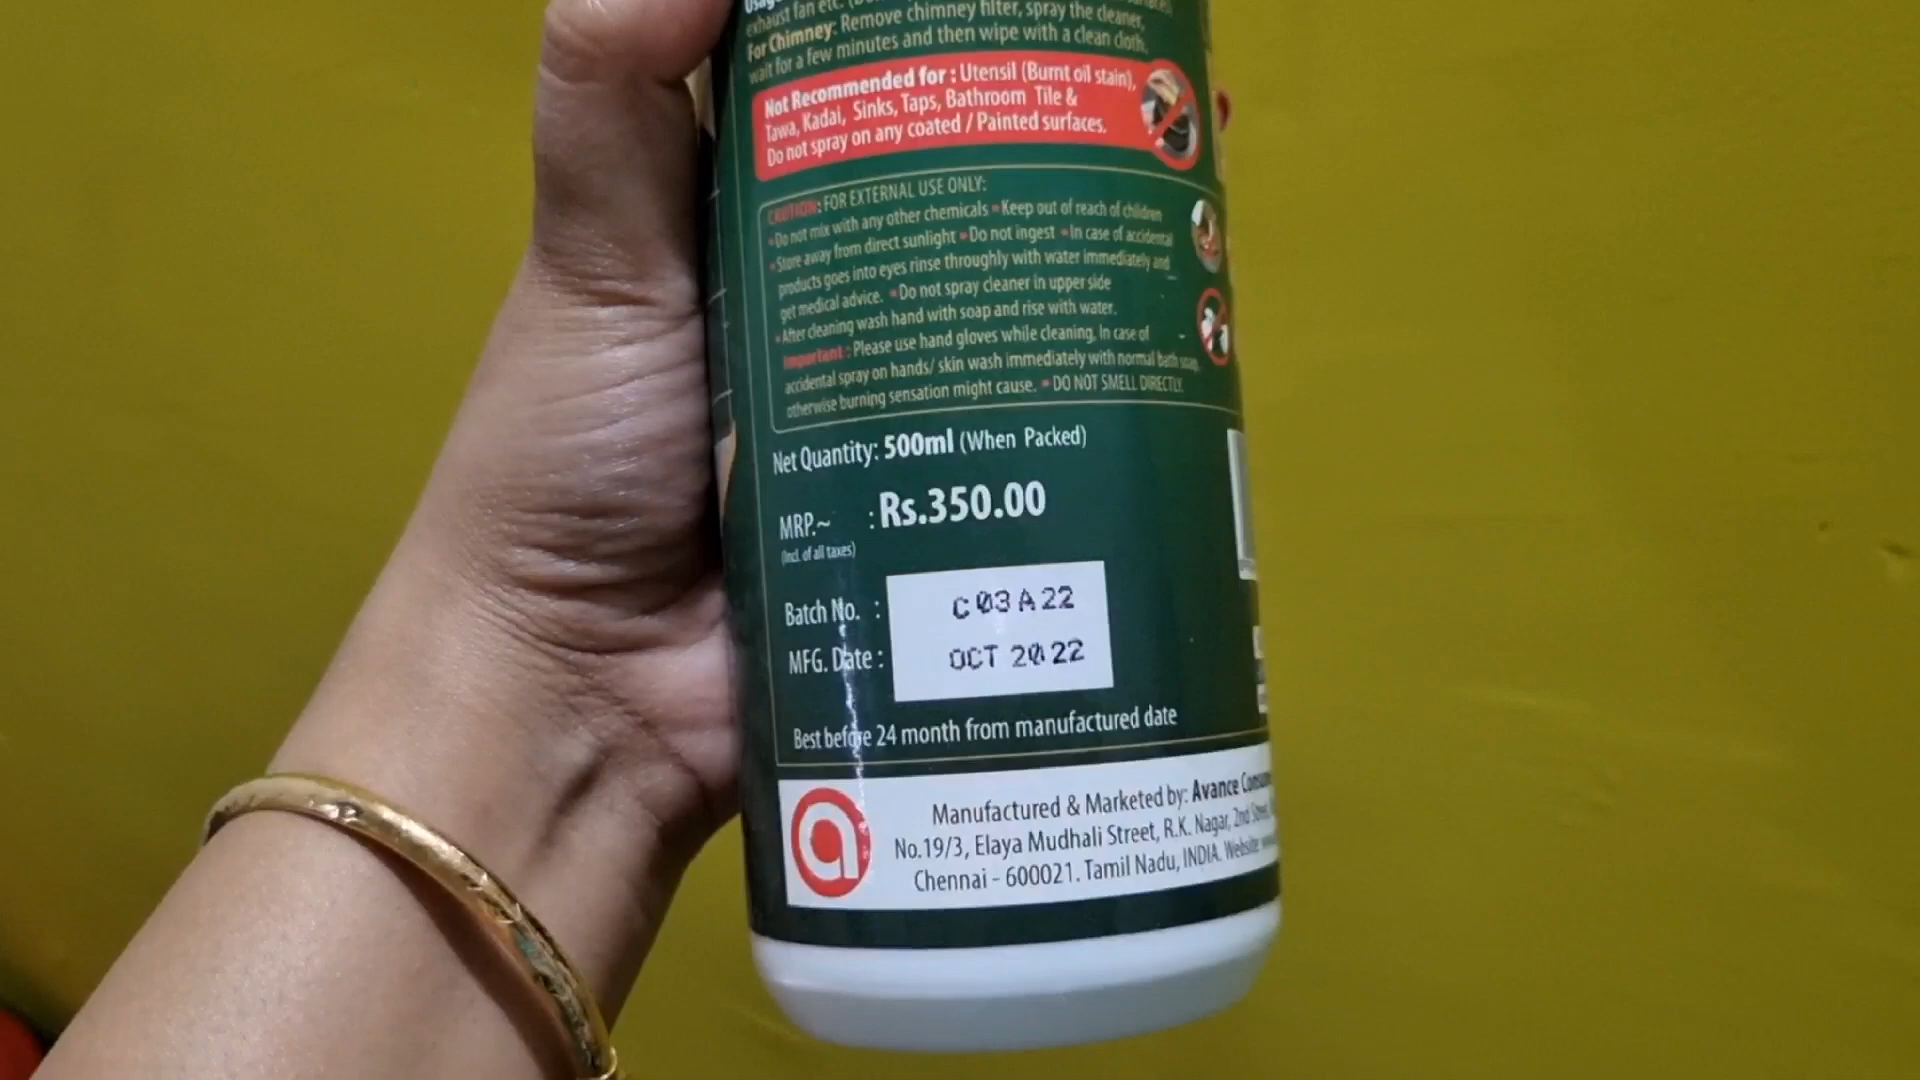 exhaust fan etc.
For Chimney: Remove chimney filter, spray the cleaner,
wait for a few minutes and then wipe with a clean cloth.
Not Recommended for : Utensil (Burnt oil stain),
Tawa, Kadai, Sinks, Taps, Bathroom Tile &
Do not spray on any coated / Painted surfaces.
CAUTION: FOR EXTERNAL USE ONLY:
• Do not mix with any other chemicals • Keep out of reach of children
• Store away from direct sunlight • Do not ingest • In case of accidental
products goes into eyes rinse throughly with water immediately and
get medical advice. • Do not spray cleaner in upper side
• After cleaning wash hand with soap and rise with water.
Important : Please use hand gloves while cleaning, In case of
accidental spray on hands/ skin wash immediately with normal bath soap,
otherwise burning sensation might cause. • DO NOT SMELL DIRECTLY.
Net Quantity: 500ml (When Packed)
MRP.~ : Rs.350.00
(Incl. of all taxes)
Batch No. : C03A22
MFG. Date : OCT 2022
Best before 24 month from manufactured date
a
Manufactured & Marketed by: Avance
No.19/3, Elaya Mudhali Street, R.K. Nagar, 2nd
Chennai - 600021. Tamil Nadu, INDIA. Website: